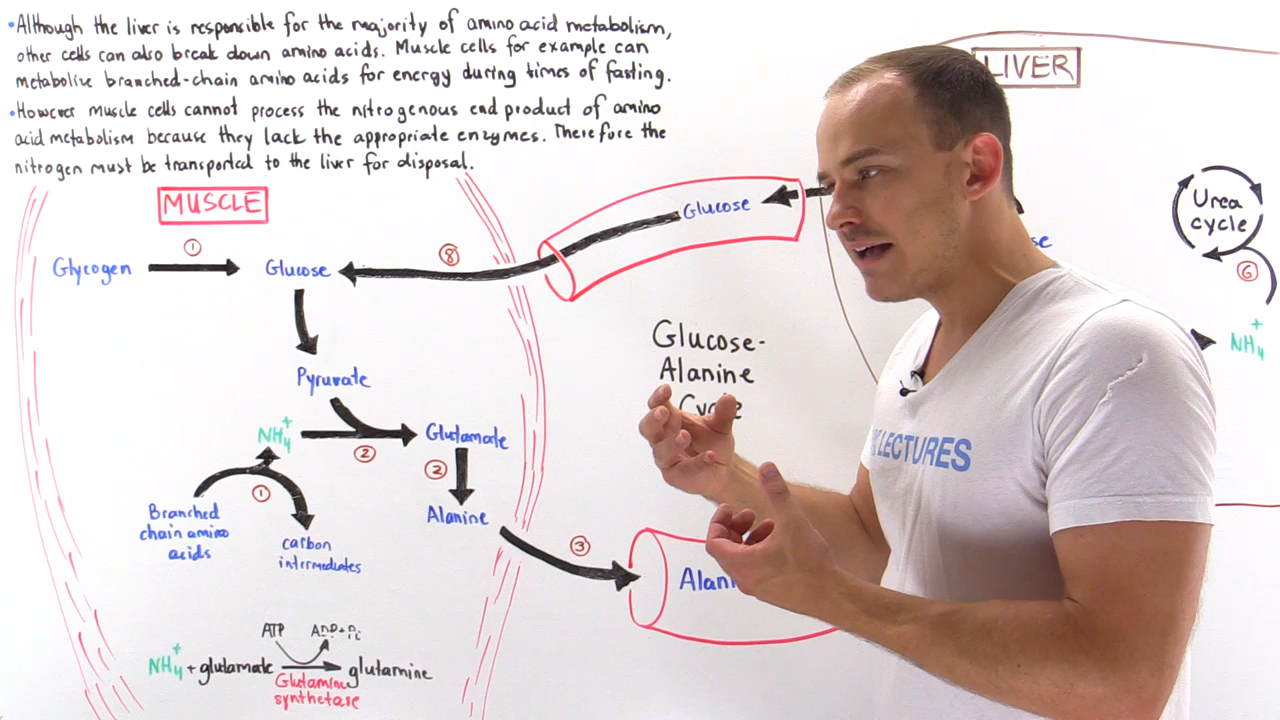 •Although the liver is responsible for the majority of amino acid metabolism,
other cells can also break down amino acids. Muscle cells for example can
metabolize branched-chain amino acids for energy during times of fasting.
•However muscle cells cannot process the nitrogenous end product of amino
acid metabolism because they lack the appropriate enzymes. Therefore the
nitrogen must be transported to the liver for disposal.
LIVER
MUSCLE
Glucose
Urea
cycle
1
8
Glycogen
Glucose
6
Glucose-
Alanine
Cycle
NH4+
Pyruvate
NH4+
Glutamate
2
2
1
Branched
chain amino
acids
Alanine
carbon
intermediates
3
LECTURES
ATP
ADP+Pi
NH4+ + glutamate
glutamine
Glutamine
synthetase